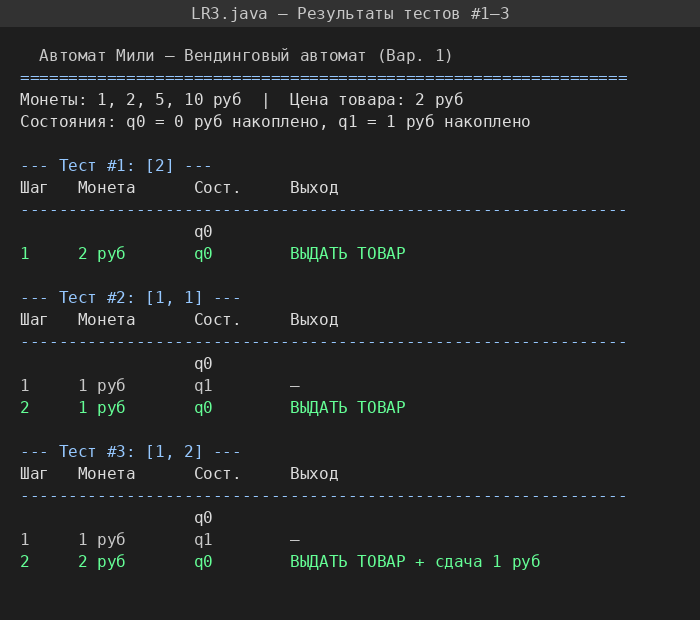 LR3.java — Результаты тестов #1–3
Автомат Мили — Вендинговый автомат (Вар. 1)
===============================================================
Монеты: 1, 2, 5, 10 руб  |  Цена товара: 2 руб
Состояния: q0 = 0 руб накоплено, q1 = 1 руб накоплено
--- Тест #1: [2] ---
Шаг   Монета      Сост.     Выход
---------------------------------------------------------------
q0
1     2 руб       q0        ВЫДАТЬ ТОВАР
--- Тест #2: [1, 1] ---
Шаг   Монета      Сост.     Выход
---------------------------------------------------------------
q0
1     1 руб       q1        —
2     1 руб       q0        ВЫДАТЬ ТОВАР
--- Тест #3: [1, 2] ---
Шаг   Монета      Сост.     Выход
---------------------------------------------------------------
q0
1     1 руб       q1        —
2     2 руб       q0        ВЫДАТЬ ТОВАР + сдача 1 руб